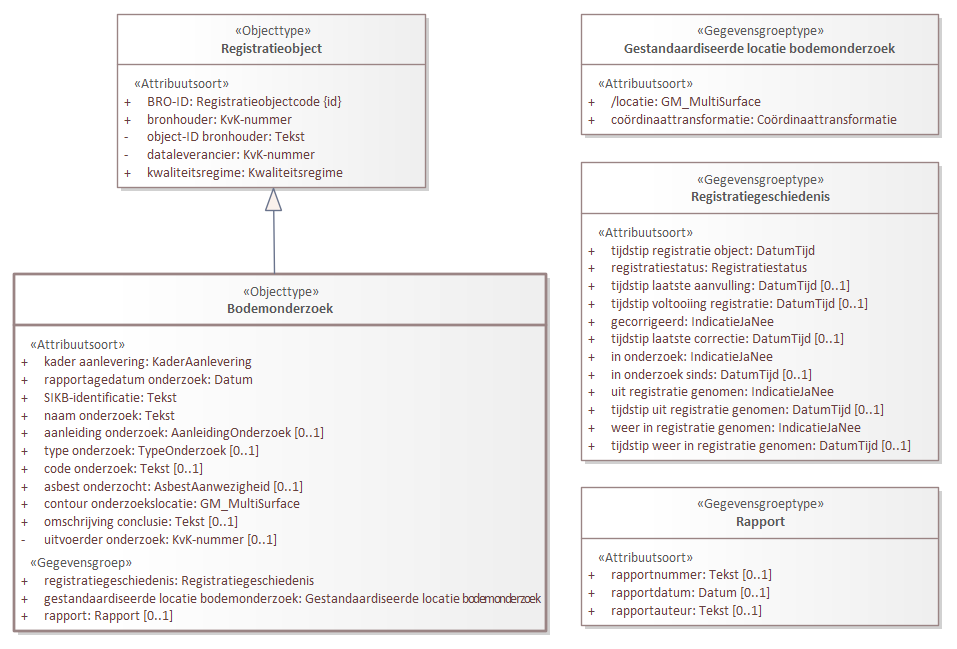 «Objecttype»
Registratieobject
«Attribuutsoort»
+ BRO-ID: Registratieobjectcode {id}
+ bronhouder: KvK-nummer
- object-ID bronhouder: Tekst
- dataleverancier: KvK-nummer
+ kwaliteitsregime: Kwaliteitsregime
«Objecttype»
Bodemonderzoek
«Attribuutsoort»
+ kader aanlevering: KaderAanlevering
+ rapportagedatum onderzoek: Datum
+ SIKB-identificatie: Tekst
+ naam onderzoek: Tekst
+ aanleiding onderzoek: AanleidingOnderzoek [0..1]
+ type onderzoek: TypeOnderzoek [0..1]
+ code onderzoek: Tekst [0..1]
+ asbest onderzocht: AsbestAanwezigheid [0..1]
+ contour onderzoekslocatie: GM_MultiSurface
+ omschrijving conclusie: Tekst [0..1]
- uitvoerder onderzoek: KvK-nummer [0..1]
«Gegevensgroep»
+ registratiegeschiedenis: Registratiegeschiedenis
+ gestandaardiseerde locatie bodemonderzoek: Gestandaardiseerde locatie bodemonderzoek
+ rapport: Rapport [0..1]
«Gegevensgroeptype»
Gestandaardiseerde locatie bodemonderzoek
«Attribuutsoort»
+ /locatie: GM_MultiSurface
+ coördinaattransformatie: Coördinaattransformatie
«Gegevensgroeptype»
Registratiegeschiedenis
«Attribuutsoort»
+ tijdstip registratie object: DatumTijd
+ registratiestatus: Registratiestatus
+ tijdstip laatste aanvulling: DatumTijd [0..1]
+ tijdstip voltooiing registratie: DatumTijd [0..1]
+ gecorrigeerd: IndicatieJaNee
+ tijdstip laatste correctie: DatumTijd [0..1]
+ in onderzoek: IndicatieJaNee
+ in onderzoek sinds: DatumTijd [0..1]
+ uit registratie genomen: IndicatieJaNee
+ tijdstip uit registratie genomen: DatumTijd [0..1]
+ weer in registratie genomen: IndicatieJaNee
+ tijdstip weer in registratie genomen: DatumTijd [0..1]
«Gegevensgroeptype»
Rapport
«Attribuutsoort»
+ rapportnummer: Tekst [0..1]
+ rapportdatum: Datum [0..1]
+ rapportauteur: Tekst [0..1]